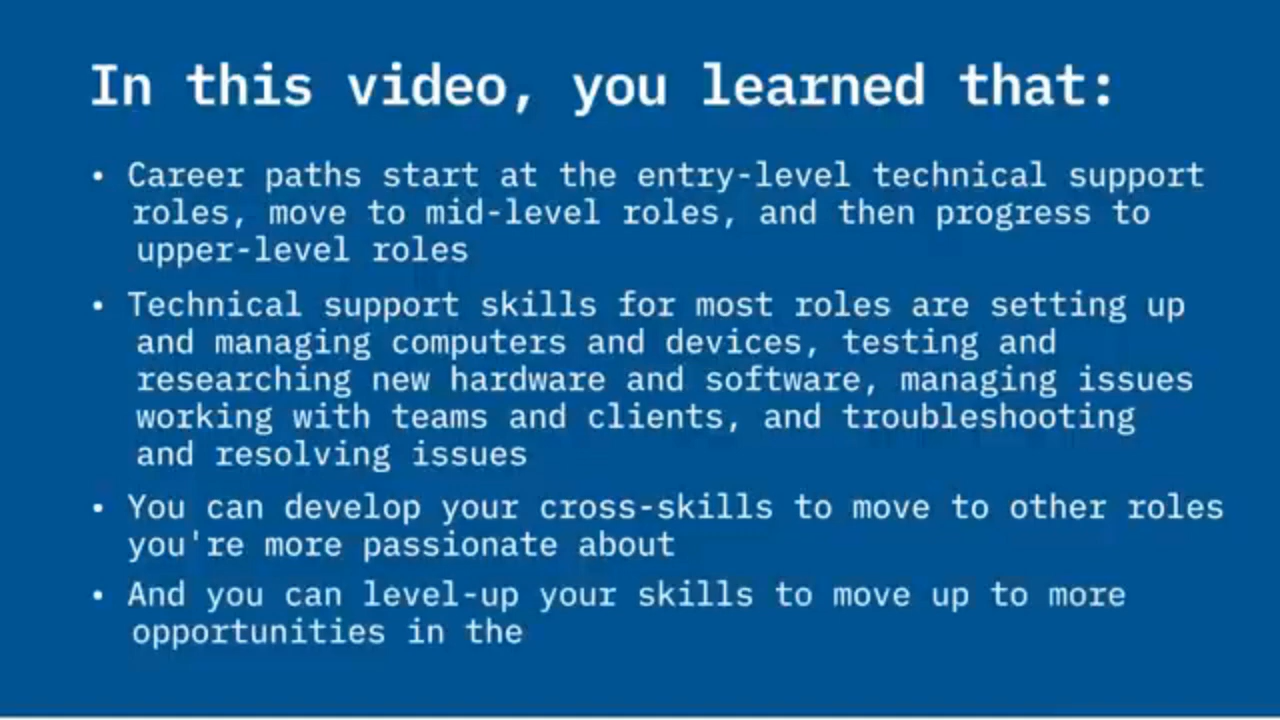 In this video, you learned that:
• Career paths start at the entry-level technical support
roles, move to mid-level roles, and then progress to
upper-level roles
• Technical support skills for most roles are setting up
and managing computers and devices, testing and
researching new hardware and software, managing issues
working with teams and clients, and troubleshooting
and resolving issues
• You can develop your cross-skills to move to other roles
you're more passionate about
• And you can level-up your skills to move up to more
opportunities in the